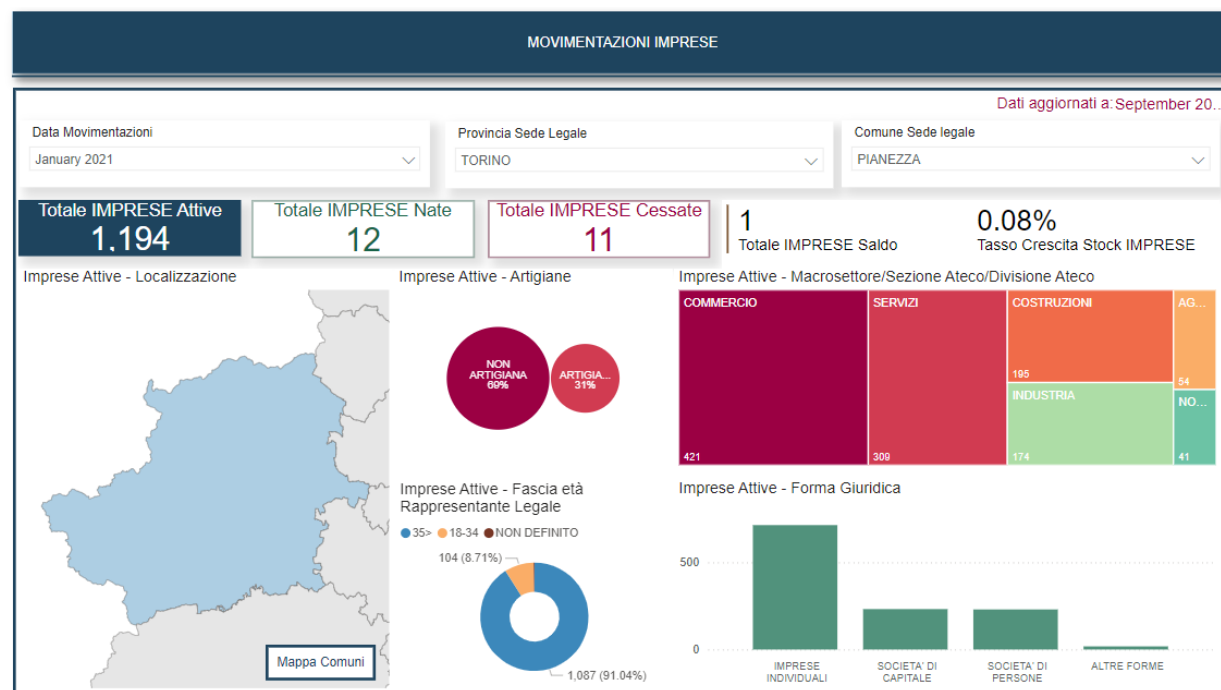 MOVIMENTAZIONI IMPRESE
Dati aggiornati a: September 20...
Data Movimentazioni
January 2021
Provincia Sede Legale
TORINO
Comune Sede legale
PIANEZZA
Totale IMPRESE Attive
1,194
Totale IMPRESE Nate
12
Totale IMPRESE Cessate
11
1
Totale IMPRESE Saldo
0.08%
Tasso Crescita Stock IMPRESE
Imprese Attive - Localizzazione
Mappa Comuni
Imprese Attive - Artigiane
NON
ARTIGIANA
69%
ARTIGIA...
31%
Imprese Attive - Macrosettore/Sezione Ateco/Divisione Ateco
COMMERCIO
421
SERVIZI
309
COSTRUZIONI
195
INDUSTRIA
174
AG...
54
NO...
41
Imprese Attive - Fascia età
Rappresentante Legale
35> 18-34 NON DEFINITO
104 (8.71%)
1,087 (91.04%)
Imprese Attive - Forma Giuridica
500
0
IMPRESE
INDIVIDUALI
SOCIETA' DI
CAPITALE
SOCIETA' DI
PERSONE
ALTRE FORME